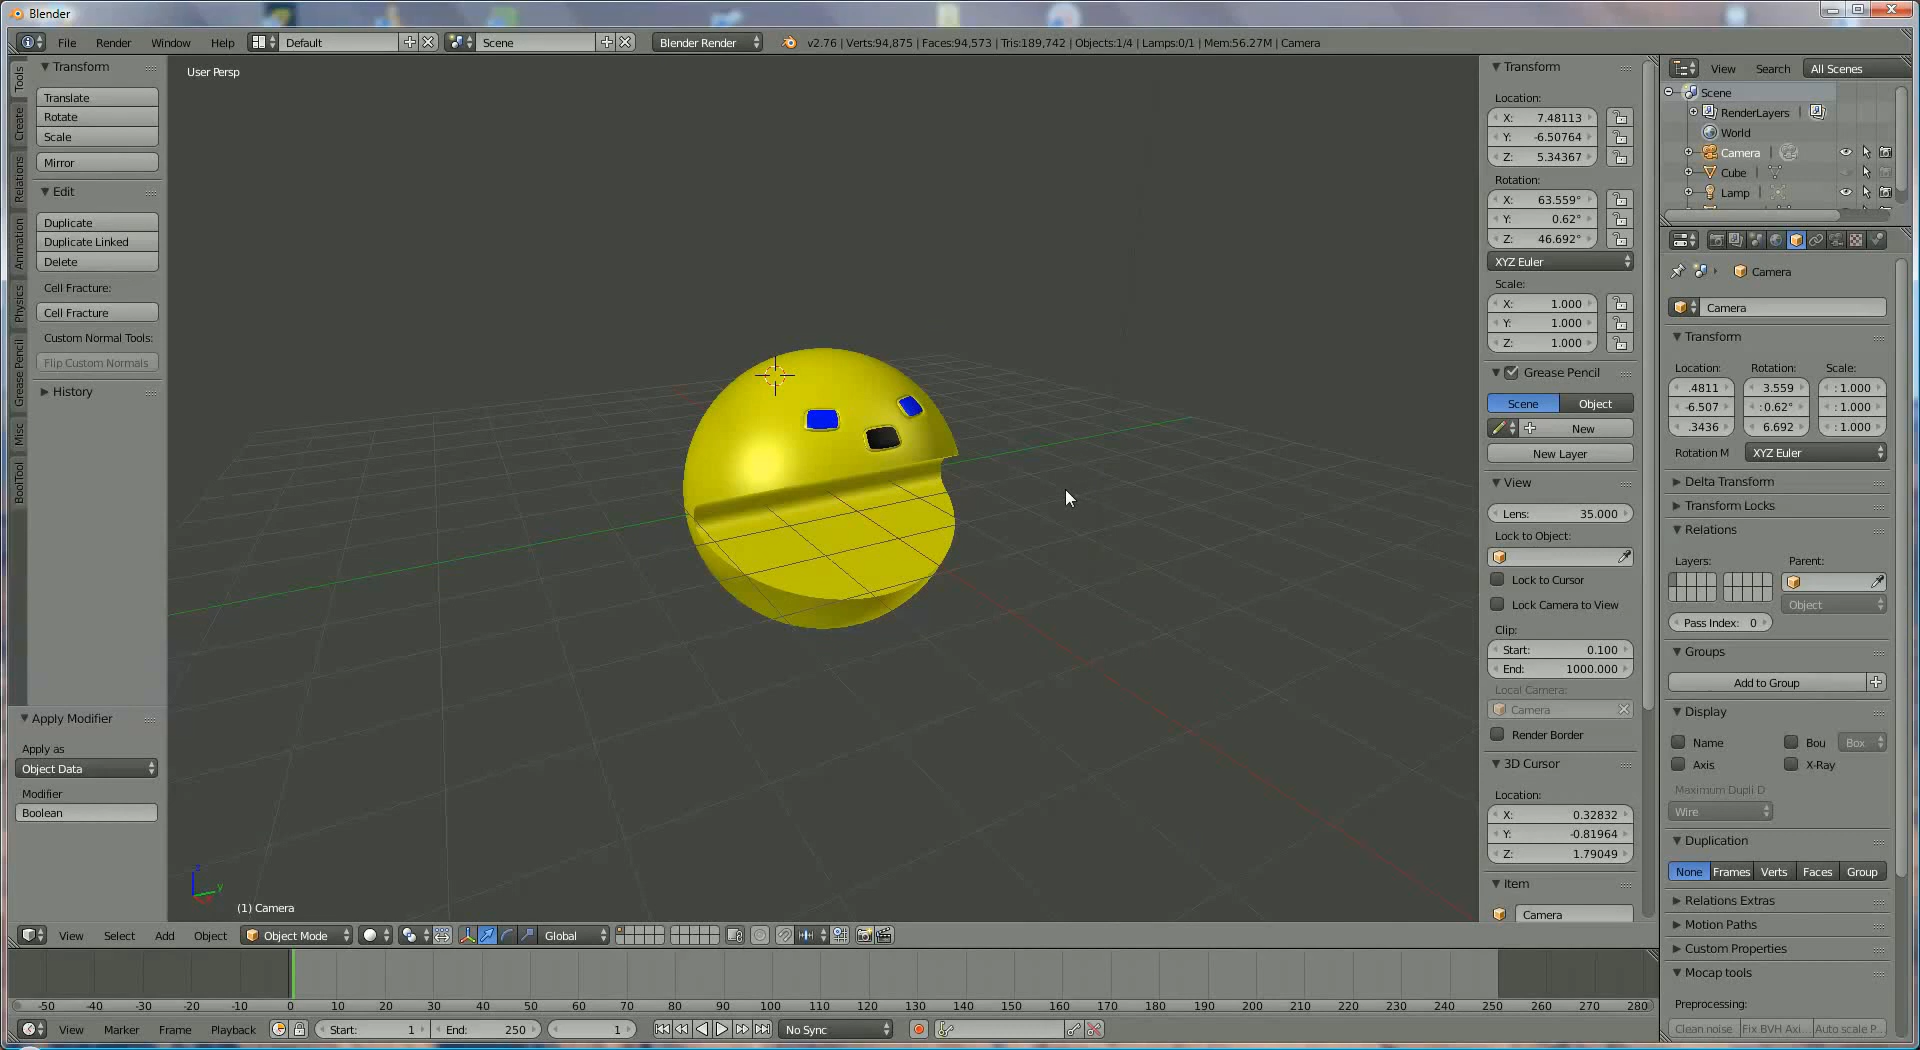 Blender
File Render Window Help Default Scene Blender Render v2.76 | Verts:94,875 | Faces:94,573 | Tris:189,742 | Objects:1/4 | Lamps:0/1 | Mem:56.27M | Camera
Tools
Create
Relations
Animation
Physics
Grease Pencil
Misc
BoolTool
Transform
Translate
Rotate
Scale
Mirror
Edit
Duplicate
Duplicate Linked
Delete
Cell Fracture:
Cell Fracture
Custom Normal Tools:
Flip Custom Normals
History
Apply Modifier
Apply as
Object Data
Modifier
Boolean
User Persp
z
y
(1) Camera
Transform
Location:
X: 7.48113
Y: -6.50764
Z: 5.34367
Rotation:
X: 63.559°
Y: 0.62°
Z: 46.692°
XYZ Euler
Scale:
X: 1.000
Y: 1.000
Z: 1.000
Grease Pencil
Scene Object
New
New Layer
View
Lens: 35.000
Lock to Object:
Lock to Cursor
Lock Camera to View
Clip:
Start: 0.100
End: 1000.000
Local Camera:
Camera
Render Border
3D Cursor
Location:
X: 0.32832
Y: -0.81964
Z: 1.79049
Item
Camera
View Search All Scenes
Scene
RenderLayers
World
Camera
Cube
Lamp
Camera
Camera
Transform
Location: Rotation: Scale:
.4811 3.559 : 1.000
-6.507 : 0.62° : 1.000
.3436 6.692 : 1.000
Rotation M XYZ Euler
Delta Transform
Transform Locks
Relations
Layers: Parent:
Object
Pass Index: 0
Groups
Add to Group
Display
Name Bou Box
Axis X-Ray
Maximum Dupli D
Wire
Duplication
None Frames Verts Faces Group
Relations Extras
Motion Paths
Custom Properties
Mocap tools
Preprocessing:
Clean noise Fix BVH Axi... Auto scale P...
View Select Add Object Object Mode Global
-50 -40 -30 -20 -10 0 10 20 30 40 50 60 70 80 90 100 110 120 130 140 150 160 170 180 190 200 210 220 230 240 250 260 270 280
View Marker Frame Playback Start: 1 End: 250 1 No Sync